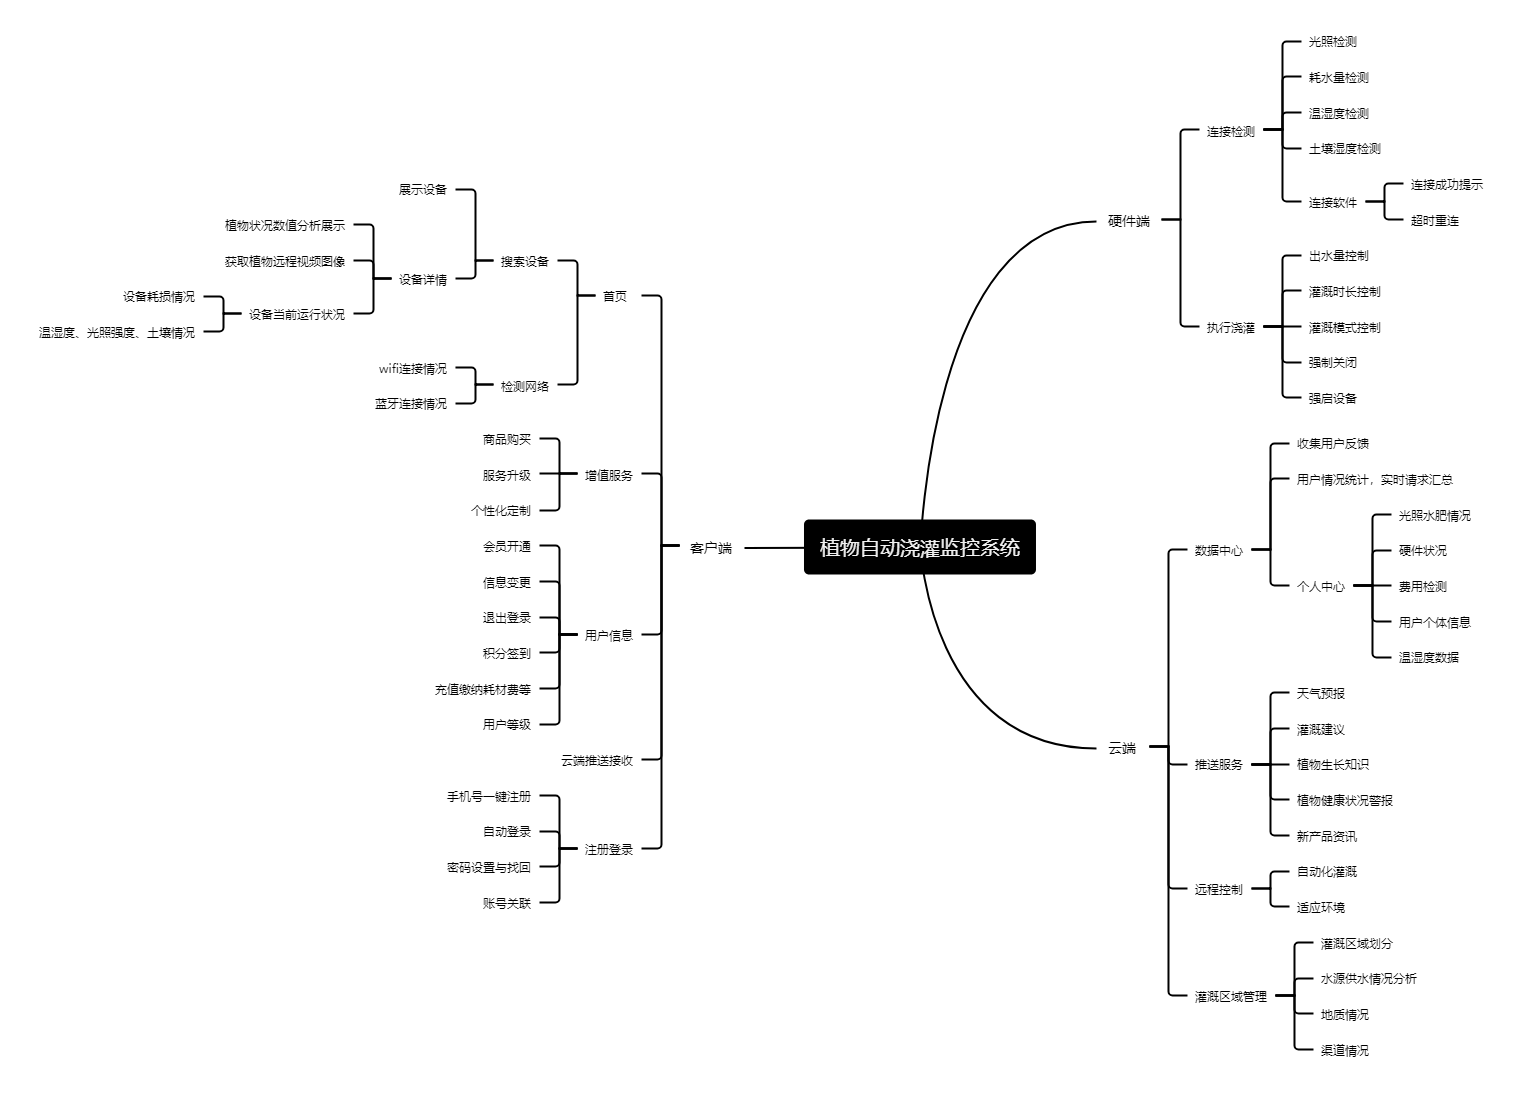 植物自动浇灌监控系统
硬件端
连接检测
光照检测
耗水量检测
温湿度检测
土壤湿度检测
连接软件
连接成功提示
超时重连
执行浇灌
出水量控制
灌溉时长控制
灌溉模式控制
强制关闭
强启设备
云端
数据中心
收集用户反馈
用户情况统计，实时请求汇总
个人中心
光照水肥情况
硬件状况
费用检测
用户个体信息
温湿度数据
推送服务
天气预报
灌溉建议
植物生长知识
植物健康状况警报
新产品资讯
远程控制
自动化灌溉
适应环境
灌溉区域管理
灌溉区域划分
水源供水情况分析
地质情况
渠道情况
客户端
首页
搜索设备
展示设备
设备详情
植物状况数值分析展示
获取植物远程视频图像
设备当前运行状况
设备耗损情况
温湿度、光照强度、土壤情况
检测网络
wifi连接情况
蓝牙连接情况
增值服务
商品购买
服务升级
个性化定制
用户信息
会员开通
信息变更
退出登录
积分签到
充值缴纳耗材费等
用户等级
云端推送接收
注册登录
手机号一键注册
自动登录
密码设置与找回
账号关联